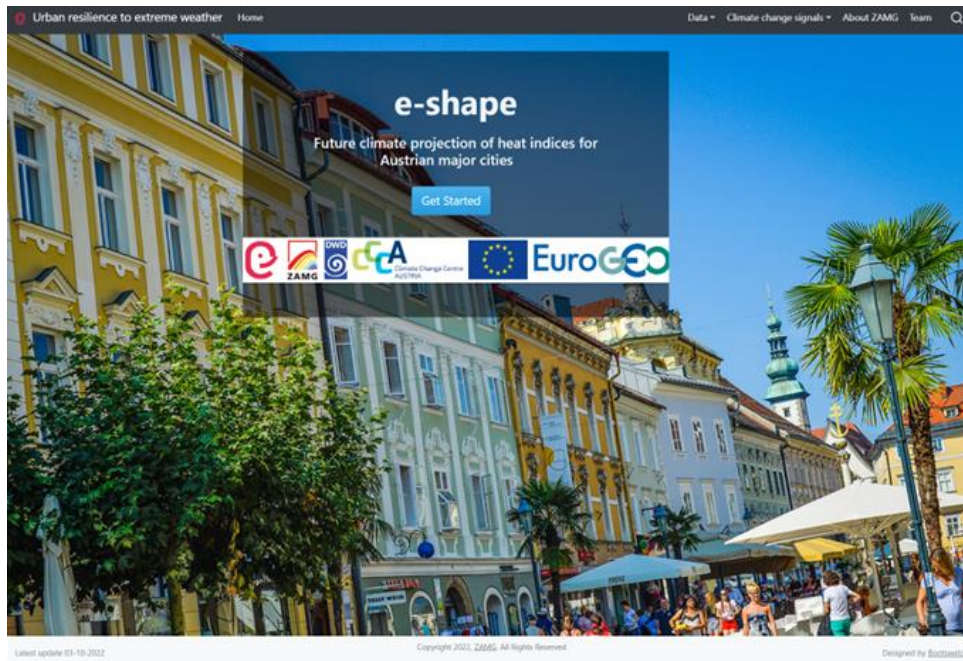 Urban resilience to extreme weather Home Data Climate change signals About ZAMG Team
e-shape
Future climate projection of heat indices for
Austrian major cities
Get Started
e ZAMG DWD CCCA EuroGEO
Climate Change Centre
AUSTRIA
Latest update 03-10-2022 Copyright 2022, ZAMG. All Rights Reserved Designed by